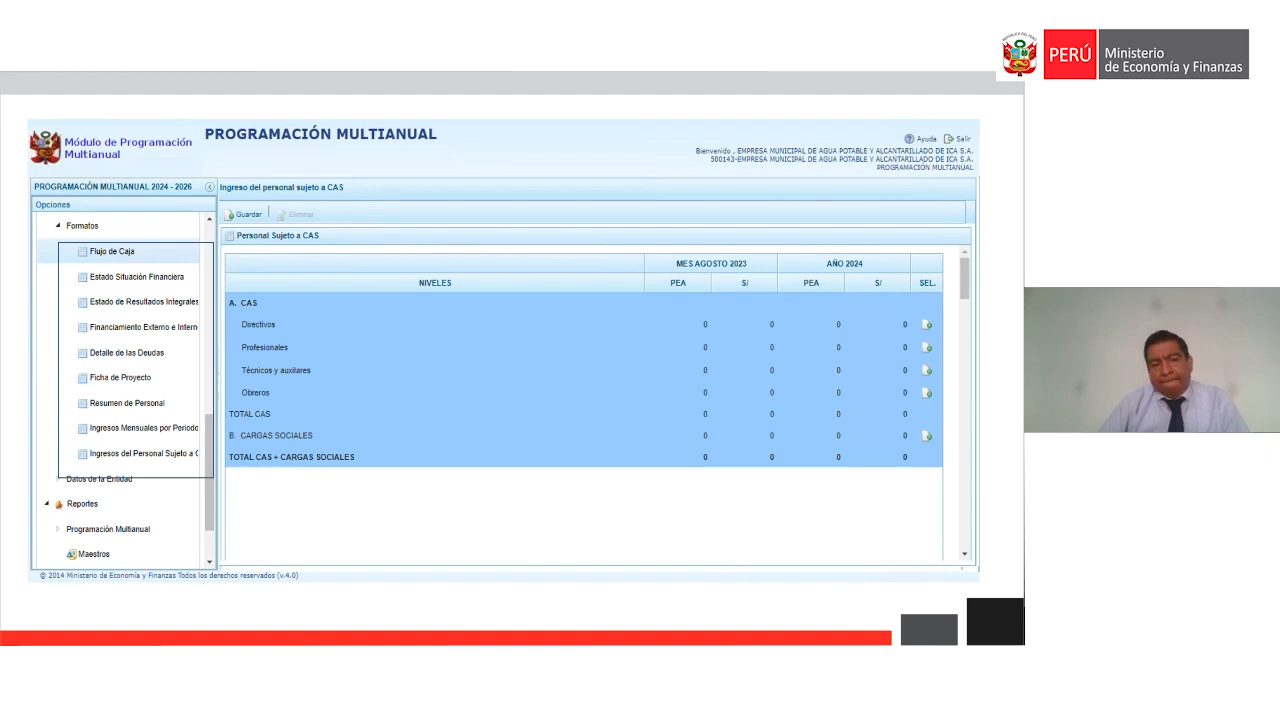 PERÚ
Ministerio
de Economía y Finanzas
Módulo de Programación
Multianual
PROGRAMACIÓN MULTIANUAL
Ayuda Salir
Bienvenido , EMPRESA MUNICIPAL DE AGUA POTABLE Y ALCANTARILLADO DE ICA S.A.
500143-EMPRESA MUNICIPAL DE AGUA POTABLE Y ALCANTARILLADO DE ICA S.A.
PROGRAMACIÓN MULTIANUAL
PROGRAMACIÓN MULTIANUAL 2024 - 2026
Opciones
Formatos
Flujo de Caja
Estado Situación Financiera
Estado de Resultados Integrales
Financiamiento Externo e Intern
Detalle de las Deudas
Ficha de Proyecto
Resumen de Personal
Ingresos Mensuales por Periodo
Ingresos del Personal Sujeto a C
Datos de la Entidad
Reportes
Programación Multianual
Maestros
Ingreso del personal sujeto a CAS
Guardar Eliminar
Personal Sujeto a CAS
MES AGOSTO 2023 AÑO 2024
NIVELES PEA S/ PEA S/ SEL.
A. CAS
Directivos 0 0 0 0
Profesionales 0 0 0 0
Técnicos y auxilares 0 0 0 0
Obreros 0 0 0 0
TOTAL CAS 0 0 0 0
B. CARGAS SOCIALES 0 0 0 0
TOTAL CAS + CARGAS SOCIALES 0 0 0 0
© 2014 Ministerio de Economía y Finanzas Todos los derechos reservados (v.4.0)